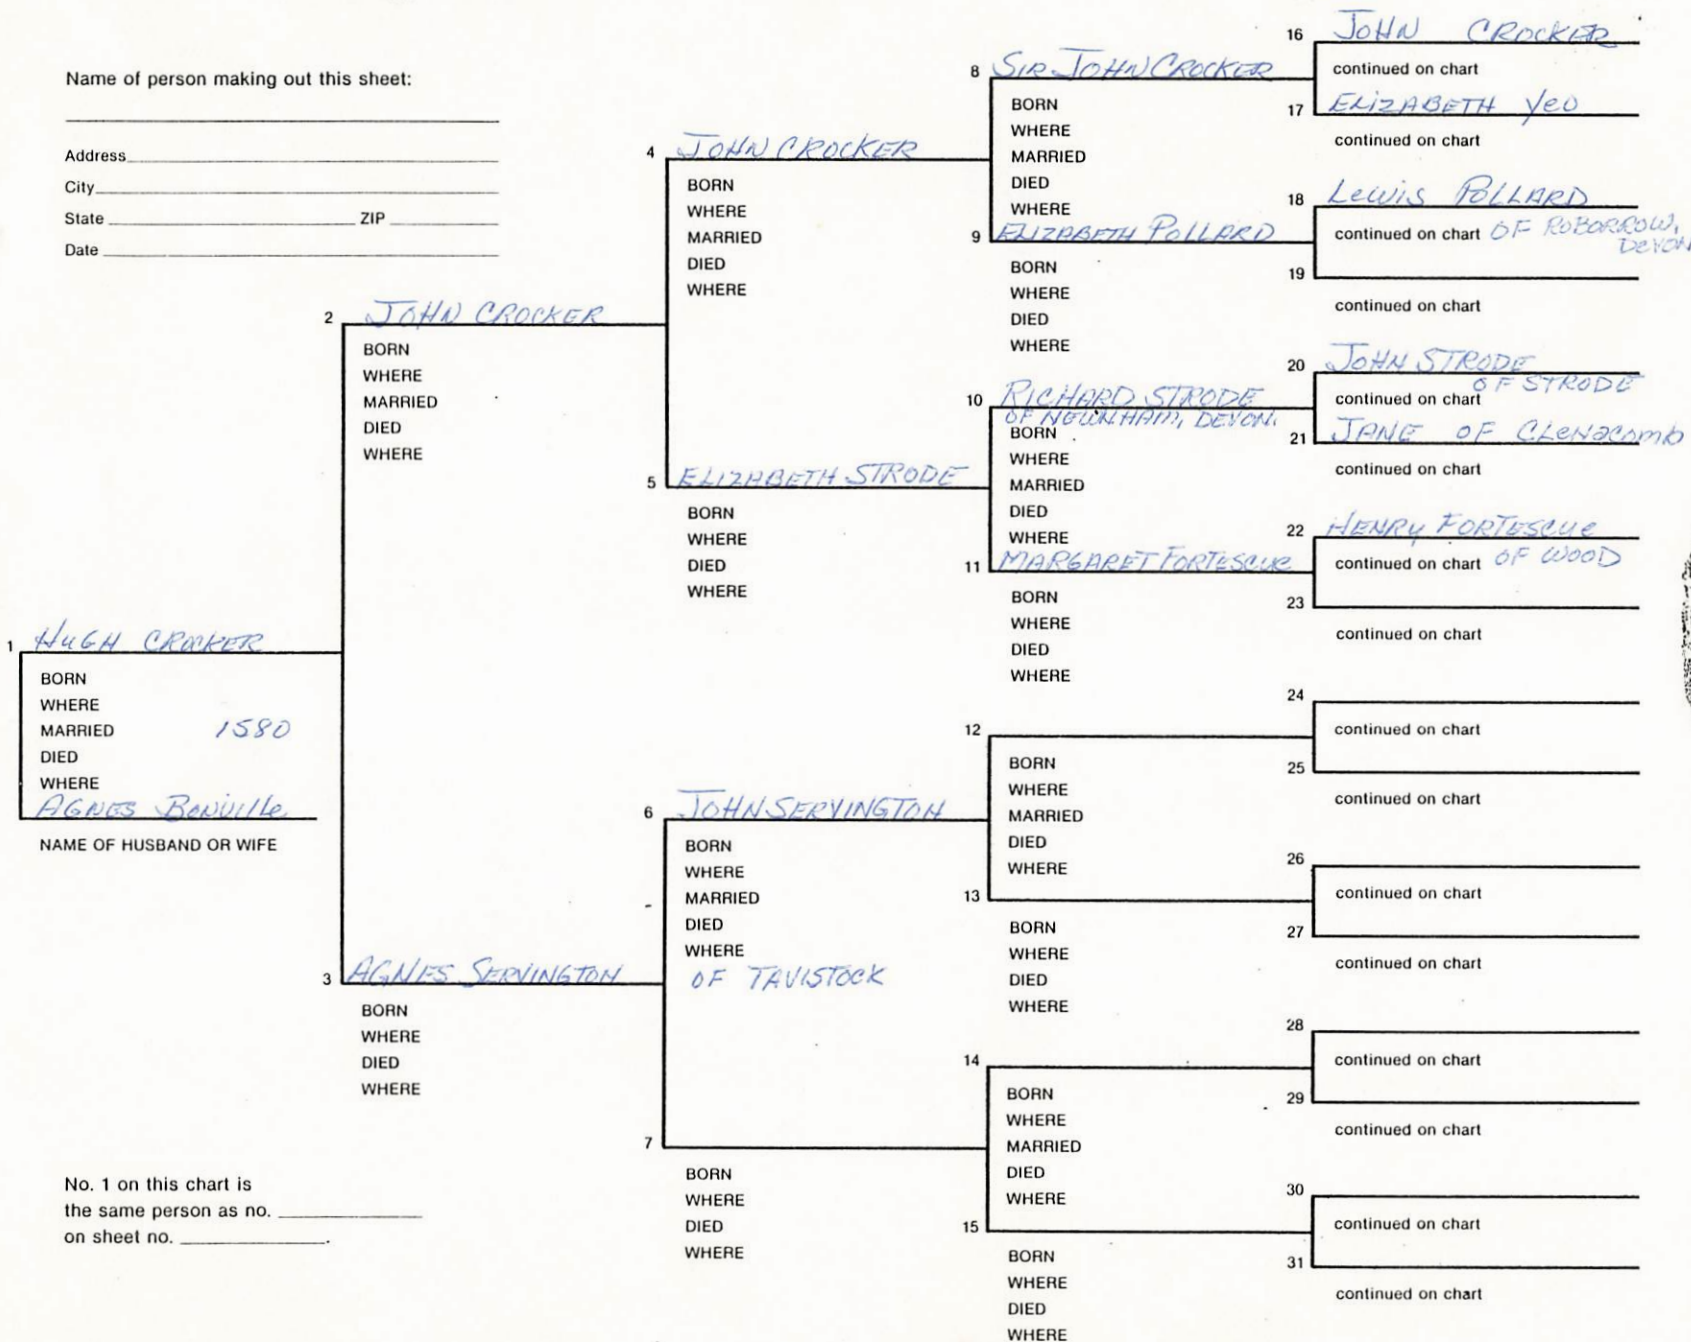 Name of person making out this sheet:
Address
City
State ZIP
Date
1 HUGH CROCKER
BORN
WHERE
MARRIED 1580
DIED
WHERE
AGNES BONVILLE
NAME OF HUSBAND OR WIFE
No. 1 on this chart is
the same person as no.
on sheet no. .
2 JOHN CROCKER
BORN
WHERE
MARRIED
DIED
WHERE
3 AGNES SERVINGTON
BORN
WHERE
DIED
WHERE
4 JOHN CROCKER
BORN
WHERE
MARRIED
DIED
WHERE
5 ELIZABETH STRODE
BORN
WHERE
DIED
WHERE
6 JOHN SERVINGTON
BORN
WHERE
MARRIED
DIED
WHERE
OF TAVISTOCK
7
BORN
WHERE
DIED
WHERE
8 SIR JOHN CROCKER
BORN
WHERE
MARRIED
DIED
WHERE
9 ELIZABETH POLLARD
BORN
WHERE
DIED
WHERE
10 RICHARD STRODE
OF NEWNHAM, DEVON.
BORN
WHERE
MARRIED
DIED
WHERE
11 MARGARET FORTESCUE
BORN
WHERE
DIED
WHERE
12
BORN
WHERE
MARRIED
DIED
WHERE
13
BORN
WHERE
DIED
WHERE
14
BORN
WHERE
MARRIED
DIED
WHERE
15
BORN
WHERE
DIED
WHERE
16 JOHN CROCKER
continued on chart
17 ELIZABETH YEO
continued on chart
18 LEWIS POLLARD
continued on chart OF ROBORROW,
DEVON
19
continued on chart
20 JOHN STRODE
OF STRODE
continued on chart
21 JANE OF CLENACOMB
continued on chart
22 HENRY FORTESCUE
continued on chart OF WOOD
23
continued on chart
24
continued on chart
25
continued on chart
26
continued on chart
27
continued on chart
28
continued on chart
29
continued on chart
30
continued on chart
31
continued on chart